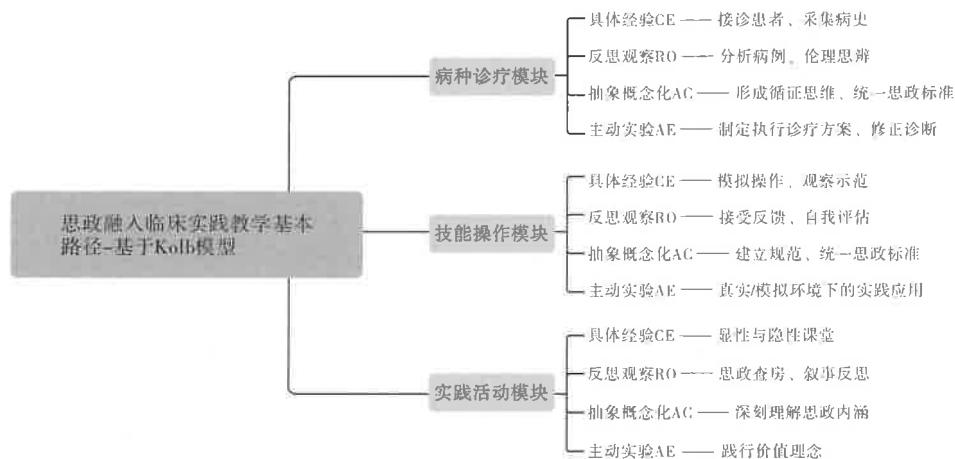 思政融入临床实践教学基本
路径-基于Kolb模型
病种诊疗模块
具体经验CE —— 接诊患者、采集病史
反思观察RO —— 分析病例、伦理思辨
抽象概念化AC —— 形成循证思维、统一思政标准
主动实验AE —— 制定执行诊疗方案、修正诊断
技能操作模块
具体经验CE —— 模拟操作、观察示范
反思观察RO —— 接受反馈、自我评估
抽象概念化AC —— 建立规范、统一思政标准
主动实验AE —— 真实/模拟环境下的实践应用
实践活动模块
具体经验CE —— 显性与隐性课堂
反思观察RO —— 思政查房、叙事反思
抽象概念化AC —— 深刻理解思政内涵
主动实验AE —— 践行价值理念